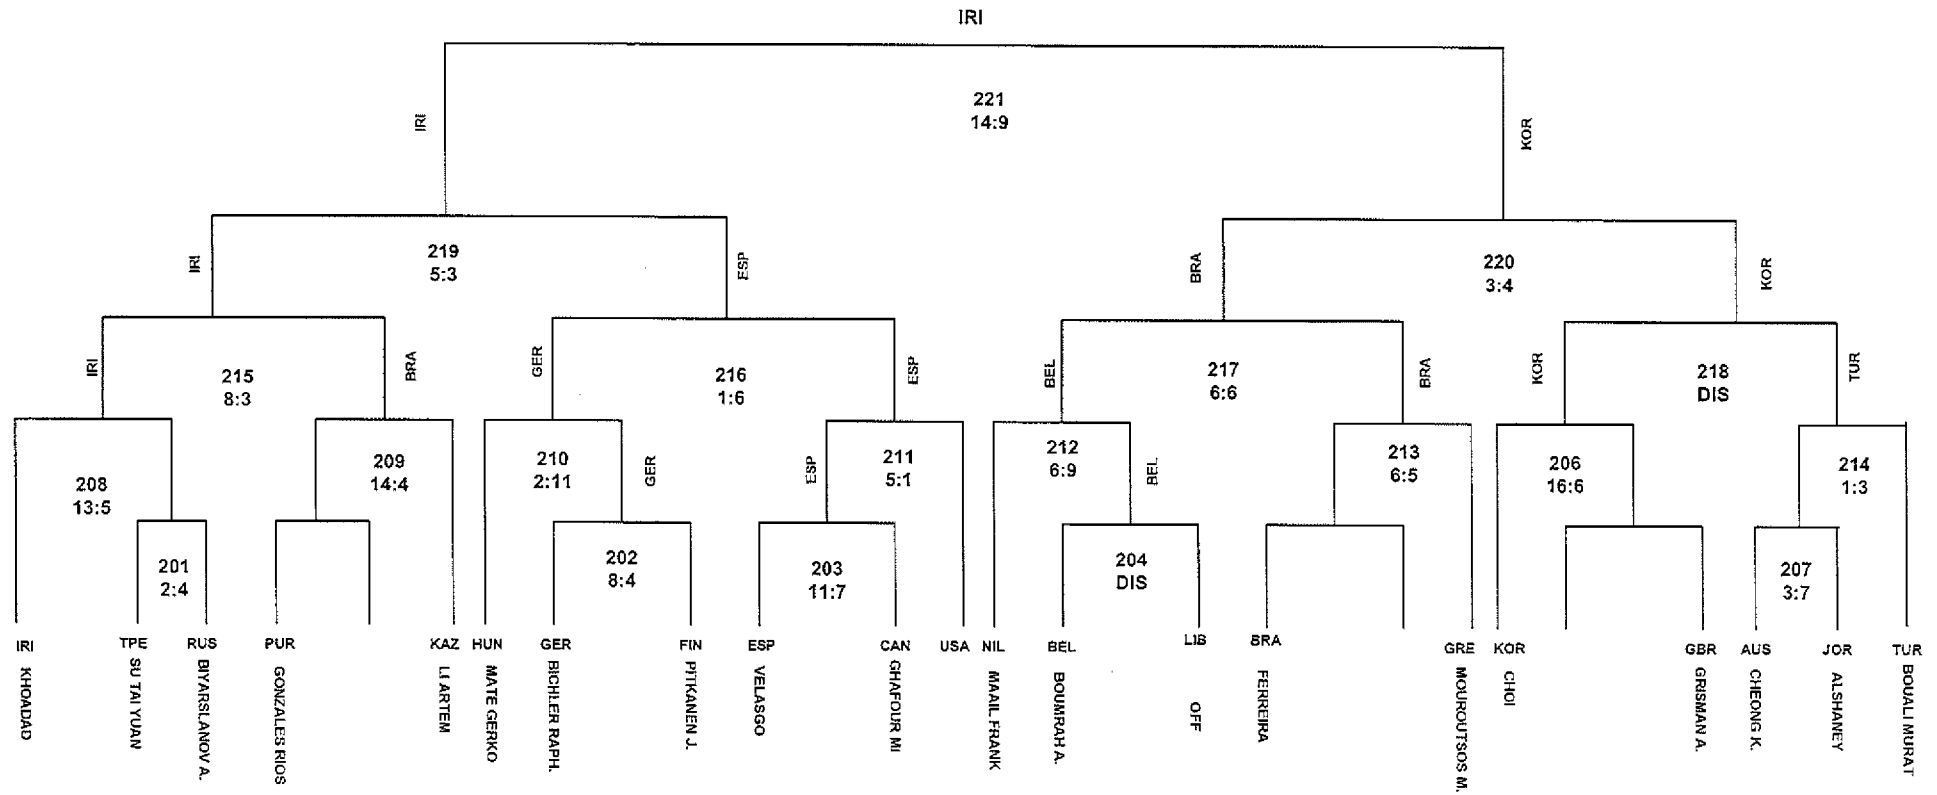 IRI
221
14:9
IRI
KOR
219
5:3
IRI
ESP
220
3:4
BRA
KOR
215
8:3
IRI
BRA
216
1:6
GER
ESP
217
6:6
BEL
BRA
218
DIS
KOR
TUR
208
13:5
209
14:4
210
2:11
GER
ESP
211
5:1
212
6:9
BEL
213
6:5
206
16:6
214
1:3
201
2:4
202
8:4
203
11:7
204
DIS
207
3:7
IRI
KHOADAD
TPE
SU TAI YUAN
RUS
BIYARSLANOV A.
PUR
GONZALES RIOS
KAZ
LI ARTEM
HUN
MATE GERKO
GER
BICHLER RAPH.
FIN
PITKANEN J.
ESP
VELASGO
CAN
GHAFOUR MI
USA
NIL
MAAIL FRANK
BEL
BOUMRAH A.
LIB
OFF
BRA
FERREIRA
GRE
MOUROUTSOS M.
KOR
CHOI
GBR
GRISMAN A.
AUS
CHEONG K.
JOR
ALSHANEY
TUR
BOUALI MURAT